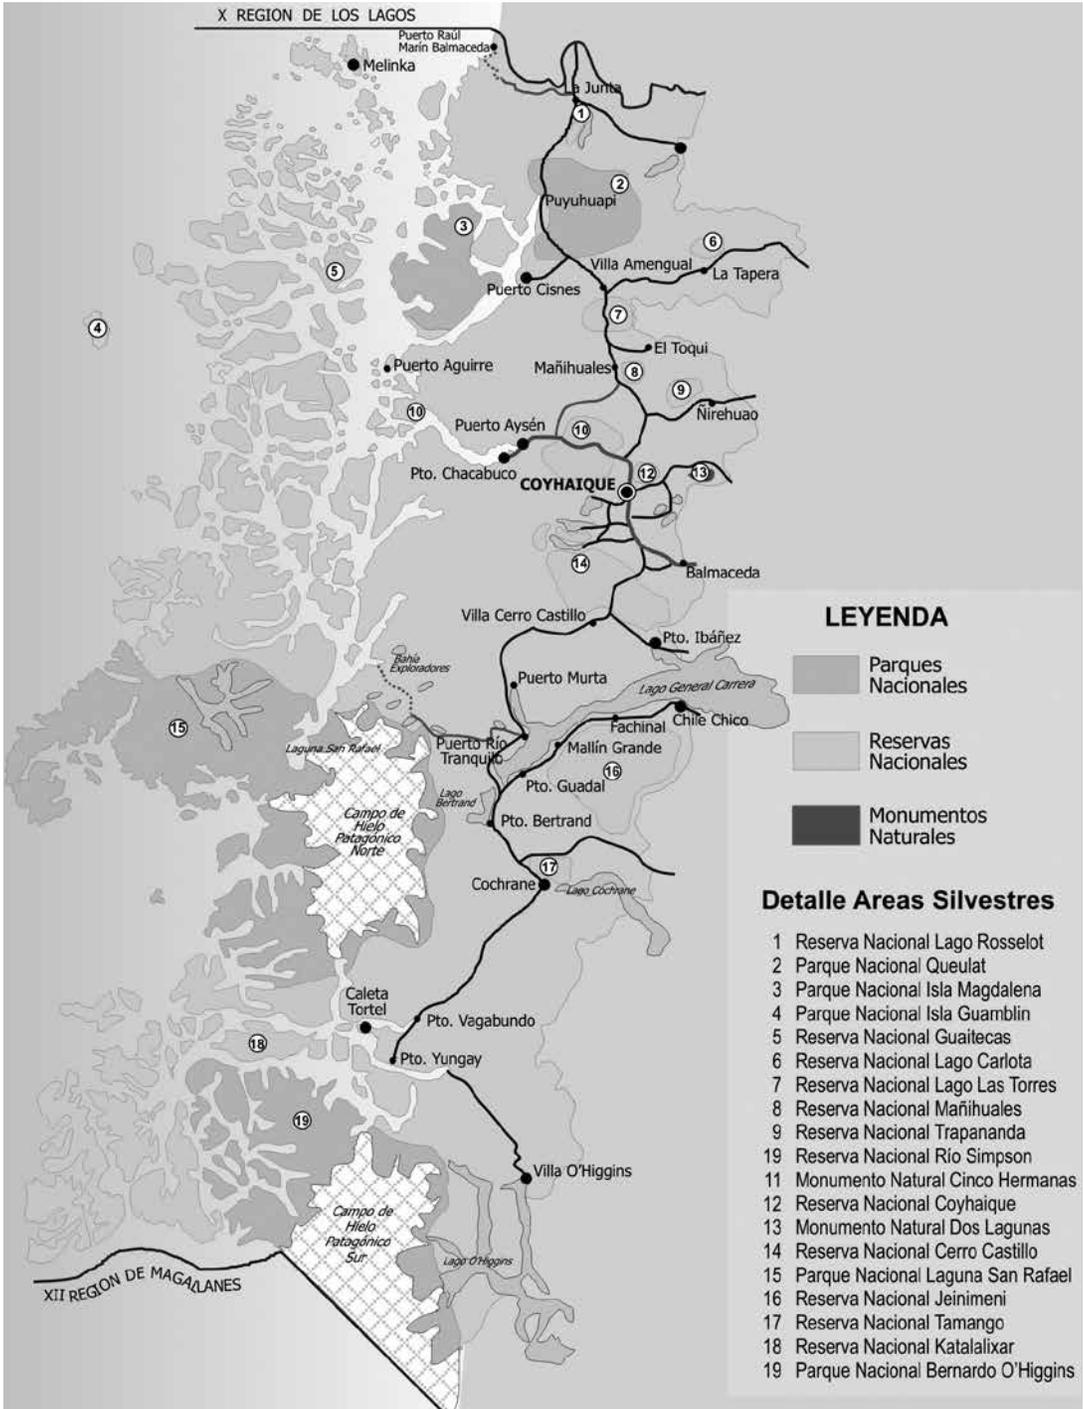 X REGION DE LOS LAGOS
Puerto Raúl
Marín Balmaceda
Melinka
La Junta
1
2
Puyuhuapi
3
6
5
Villa Amengual
La Tapera
Puerto Cisnes
4
7
El Toqui
Puerto Aguirre
Mañihuales
8
9
10
Ñirehuao
Puerto Aysén
10
Pto. Chacabuco
12
13
COYHAIQUE
14
Balmaceda
Villa Cerro Castillo
Pto. Ibáñez
Bahía
Exploradores
Puerto Murta
Lago General Carrera
15
Fachinal
Chile Chico
Laguna San Rafael
Puerto Río
Tranquilo
Mallín Grande
16
Pto. Guadal
Lago
Bertrand
Campo de
Hielo
Patagónico
Norte
Pto. Bertrand
17
Cochrane
Lago Cochrane
Caleta
Tortel
Pto. Vagabundo
18
Pto. Yungay
19
Villa O'Higgins
Campo de
Hielo
Patagónico
Sur
Lago O'Higgins
XII REGION DE MAGALLANES
LEYENDA
Parques
Nacionales
Reservas
Nacionales
Monumentos
Naturales
Detalle Areas Silvestres
1 Reserva Nacional Lago Rosselot
2 Parque Nacional Queulat
3 Parque Nacional Isla Magdalena
4 Parque Nacional Isla Guamblin
5 Reserva Nacional Guaitecas
6 Reserva Nacional Lago Carlota
7 Reserva Nacional Lago Las Torres
8 Reserva Nacional Mañihuales
9 Reserva Nacional Trapananda
19 Reserva Nacional Río Simpson
11 Monumento Natural Cinco Hermanas
12 Reserva Nacional Coyhaique
13 Monumento Natural Dos Lagunas
14 Reserva Nacional Cerro Castillo
15 Parque Nacional Laguna San Rafael
16 Reserva Nacional Jeinimeni
17 Reserva Nacional Tamango
18 Reserva Nacional Katalalixar
19 Parque Nacional Bernardo O'Higgins